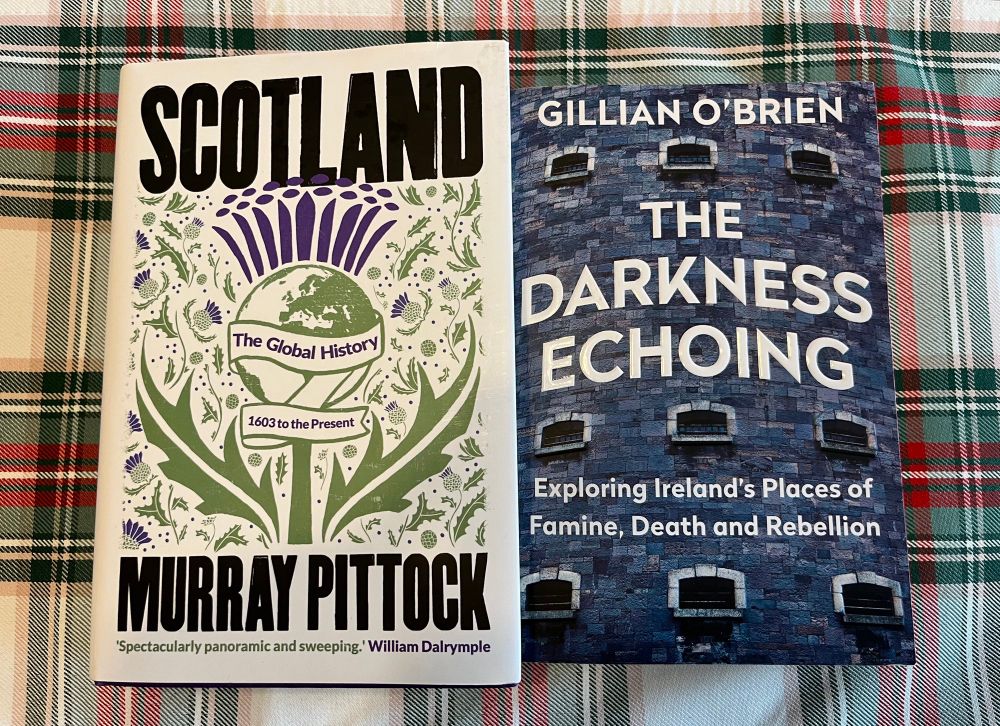 SCOTLAND
The Global History
1603 to the Present
MURRAY PITTOCK
'Spectacularly panoramic and sweeping.' William Dalrymple
GILLIAN O'BRIEN
THE
DARKNESS
ECHOING
Exploring Ireland's Places of
Famine, Death and Rebellion